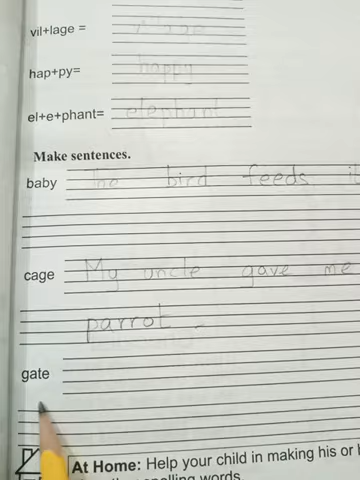 vil+lage = village
hap+py= happy
el+e+phant= elephant
Make sentences.
baby The bird feeds
cage My uncle gave me
parrot
gate
At Home: Help your child in making his or
spelling words.